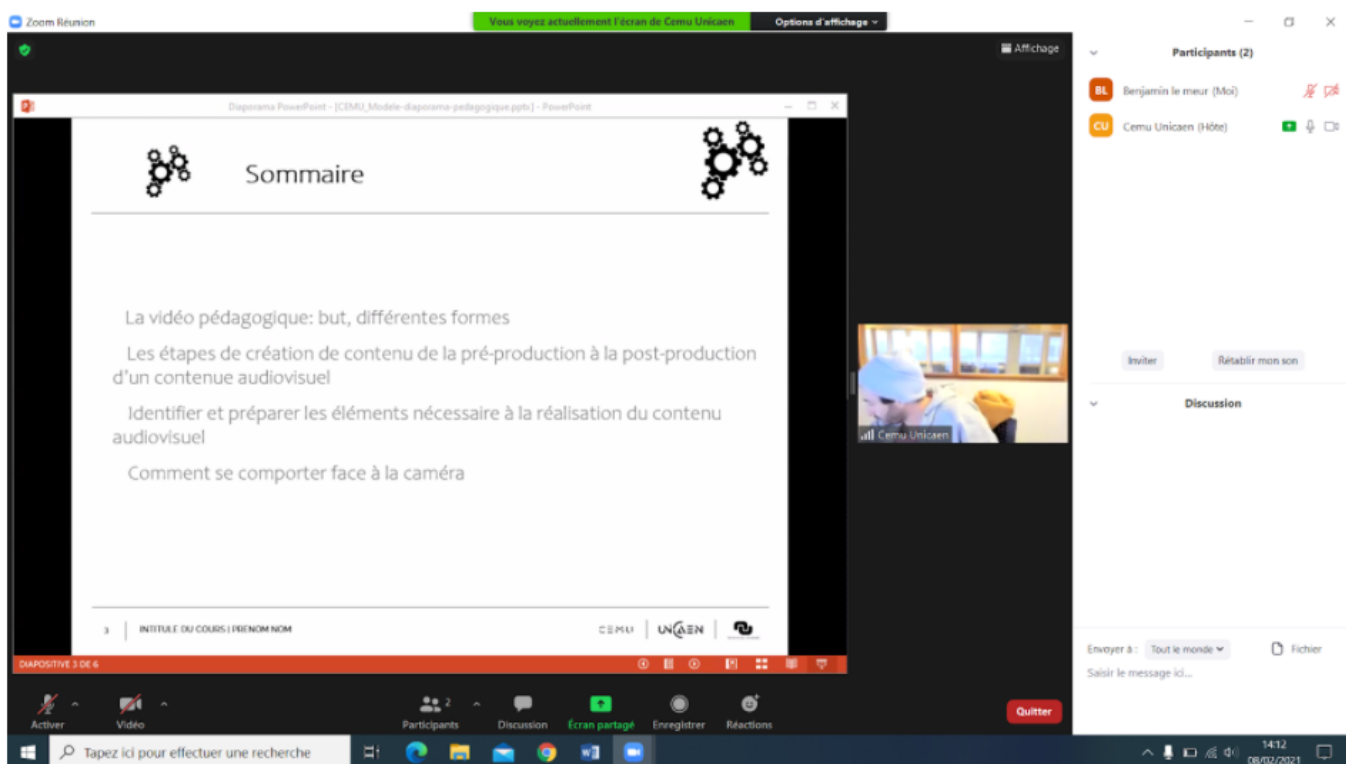 Zoom Réunion
Vous voyez actuellement l'écran de Cemu Unicaen
Options d'affichage
Affichage
Diaporama PowerPoint - [CEMU_Modele-diaporama-pedagogique.pptx] - PowerPoint
Sommaire
La vidéo pédagogique: but, différentes formes
Les étapes de création de contenu de la pré-production à la post-production
d'un contenue audiovisuel
Identifier et préparer les éléments nécessaire à la réalisation du contenu
audiovisuel
Comment se comporter face à la caméra
3 | INTITULE DU COURS | PRENOM NOM
CEMU | UNICAEN
DIAPOSITIVE 3 DE 6
Cemu Unicaen
Participants (2)
BL Benjamin le meur (Moi)
CU Cemu Unicaen (Hôte)
Inviter
Rétablir mon son
Discussion
Envoyer à : Tout le monde
Fichier
Saisir le message ici...
Activer
Vidéo
2
Participants
Discussion
Écran partagé
Enregistrer
Réactions
Quitter
Tapez ici pour effectuer une recherche
14:12
08/02/2021